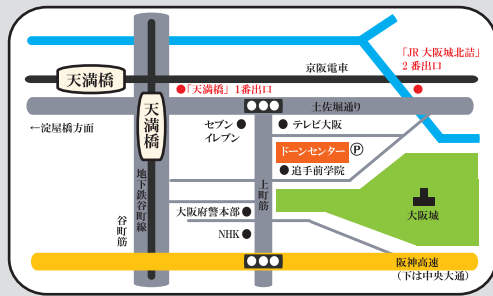 「JR 大阪城北詰」
2番出口
京阪電車
天満橋
●「天満橋」1番出口
天満橋
土佐堀通り
←淀屋橋方面
セブン
イレブン
テレビ大阪
ドーンセンター Ⓟ
追手前学院
地下鉄谷町線
上町筋
大阪府警本部
大阪城
谷町筋
NHK
阪神高速
(下は中央大通)